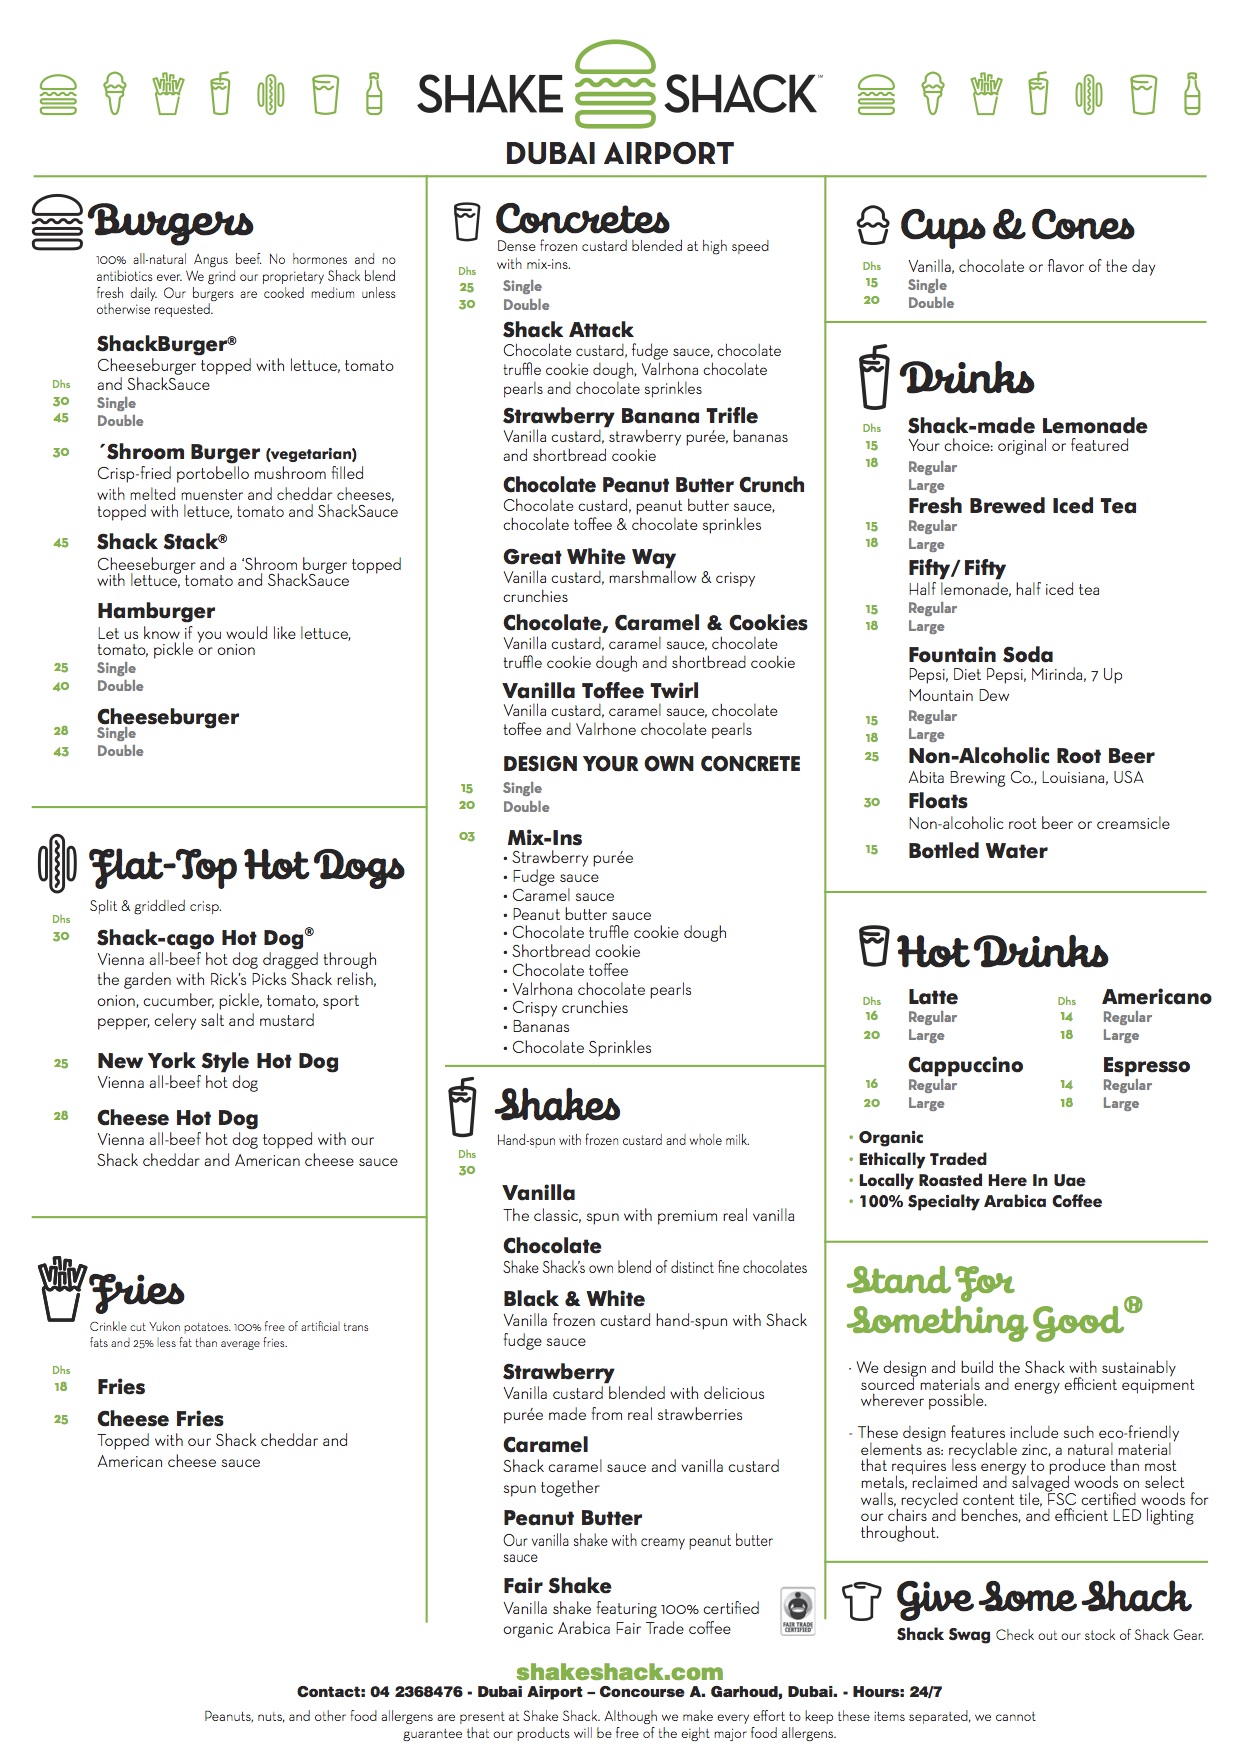 SHAKE SHACK™
DUBAI AIRPORT
Burgers
100% all-natural Angus beef. No hormones and no
antibiotics ever. We grind our proprietary Shack blend
fresh daily. Our burgers are cooked medium unless
otherwise requested.
ShackBurger®
Cheeseburger topped with lettuce, tomato
Dhs and ShackSauce
30 Single
45 Double
30 ´Shroom Burger (vegetarian)
Crisp-fried portobello mushroom filled
with melted muenster and cheddar cheeses,
topped with lettuce, tomato and ShackSauce
45 Shack Stack®
Cheeseburger and a ‘Shroom burger topped
with lettuce, tomato and ShackSauce
Hamburger
Let us know if you would like lettuce,
tomato, pickle or onion
25 Single
40 Double
Cheeseburger
28 Single
43 Double
Flat-Top Hot Dogs
Split & griddled crisp.
Dhs
30 Shack-cago Hot Dog®
Vienna all-beef hot dog dragged through
the garden with Rick's Picks Shack relish,
onion, cucumber, pickle, tomato, sport
pepper, celery salt and mustard
25 New York Style Hot Dog
Vienna all-beef hot dog
28 Cheese Hot Dog
Vienna all-beef hot dog topped with our
Shack cheddar and American cheese sauce
Fries
Crinkle cut Yukon potatoes. 100% free of artificial trans
fats and 25% less fat than average fries.
Dhs
18 Fries
25 Cheese Fries
Topped with our Shack cheddar and
American cheese sauce
Concretes
Dense frozen custard blended at high speed
Dhs with mix-ins.
25 Single
30 Double
Shack Attack
Chocolate custard, fudge sauce, chocolate
truffle cookie dough, Valrhona chocolate
pearls and chocolate sprinkles
Strawberry Banana Trifle
Vanilla custard, strawberry purée, bananas
and shortbread cookie
Chocolate Peanut Butter Crunch
Chocolate custard, peanut butter sauce,
chocolate toffee & chocolate sprinkles
Great White Way
Vanilla custard, marshmallow & crispy
crunchies
Chocolate, Caramel & Cookies
Vanilla custard, caramel sauce, chocolate
truffle cookie dough and shortbread cookie
Vanilla Toffee Twirl
Vanilla custard, caramel sauce, chocolate
toffee and Valrhone chocolate pearls
DESIGN YOUR OWN CONCRETE
15 Single
20 Double
03 Mix-Ins
• Strawberry purée
• Fudge sauce
• Caramel sauce
• Peanut butter sauce
• Chocolate truffle cookie dough
• Shortbread cookie
• Chocolate toffee
• Valrhona chocolate pearls
• Crispy crunchies
• Bananas
• Chocolate Sprinkles
Shakes
Hand-spun with frozen custard and whole milk.
Dhs
30
Vanilla
The classic, spun with premium real vanilla
Chocolate
Shake Shack's own blend of distinct fine chocolates
Black & White
Vanilla frozen custard hand-spun with Shack
fudge sauce
Strawberry
Vanilla custard blended with delicious
purée made from real strawberries
Caramel
Shack caramel sauce and vanilla custard
spun together
Peanut Butter
Our vanilla shake with creamy peanut butter
sauce
Fair Shake
Vanilla shake featuring 100% certified
organic Arabica Fair Trade coffee
FAIR TRADE
CERTIFIED
Cups & Cones
Dhs Vanilla, chocolate or flavor of the day
15 Single
20 Double
Drinks
Dhs Shack-made Lemonade
15 Your choice: original or featured
18 Regular
Large
Fresh Brewed Iced Tea
15 Regular
18 Large
Fifty/Fifty
Half lemonade, half iced tea
15 Regular
18 Large
Fountain Soda
Pepsi, Diet Pepsi, Mirinda, 7 Up
Mountain Dew
15 Regular
18 Large
25 Non-Alcoholic Root Beer
Abita Brewing Co., Louisiana, USA
30 Floats
Non-alcoholic root beer or creamsicle
15 Bottled Water
Hot Drinks
Dhs Latte Dhs Americano
16 Regular 14 Regular
20 Large 18 Large
Cappuccino Espresso
16 Regular 14 Regular
20 Large 18 Large
• Organic
• Ethically Traded
• Locally Roasted Here In Uae
• 100% Specialty Arabica Coffee
Stand For
Something Good®
· We design and build the Shack with sustainably
sourced materials and energy efficient equipment
wherever possible.
- These design features include such eco-friendly
elements as: recyclable zinc, a natural material
that requires less energy to produce than most
metals, reclaimed and salvaged woods on select
walls, recycled content tile, FSC certified woods for
our chairs and benches, and efficient LED lighting
throughout.
Give Some Shack
Shack Swag Check out our stock of Shack Gear.
shakeshack.com
Contact: 04 2368476 - Dubai Airport – Concourse A. Garhoud, Dubai. - Hours: 24/7
Peanuts, nuts, and other food allergens are present at Shake Shack. Although we make every effort to keep these items separated, we cannot
guarantee that our products will be free of the eight major food allergens.